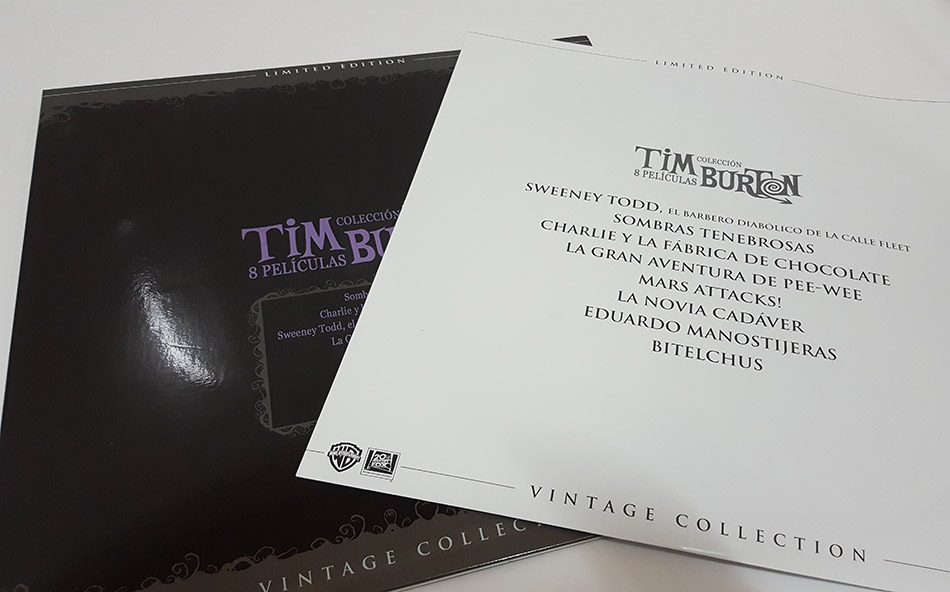 LIMITED EDITION
TIM COLECCIÓN
8 PELÍCULAS
Charlie y
Sweeney Todd, el
La
VINTAGE
LIMITED EDITION
TIM COLECCIÓN
8 PELÍCULAS BURTON
SWEENEY TODD, EL BARBERO DIABÓLICO DE LA CALLE FLEET
SOMBRAS TENEBROSAS
CHARLIE Y LA FÁBRICA DE CHOCOLATE
LA GRAN AVENTURA DE PEE-WEE
MARS ATTACKS!
LA NOVIA CADÁVER
EDUARDO MANOSTIJERAS
BITELCHUS
VINTAGE COLLECTION